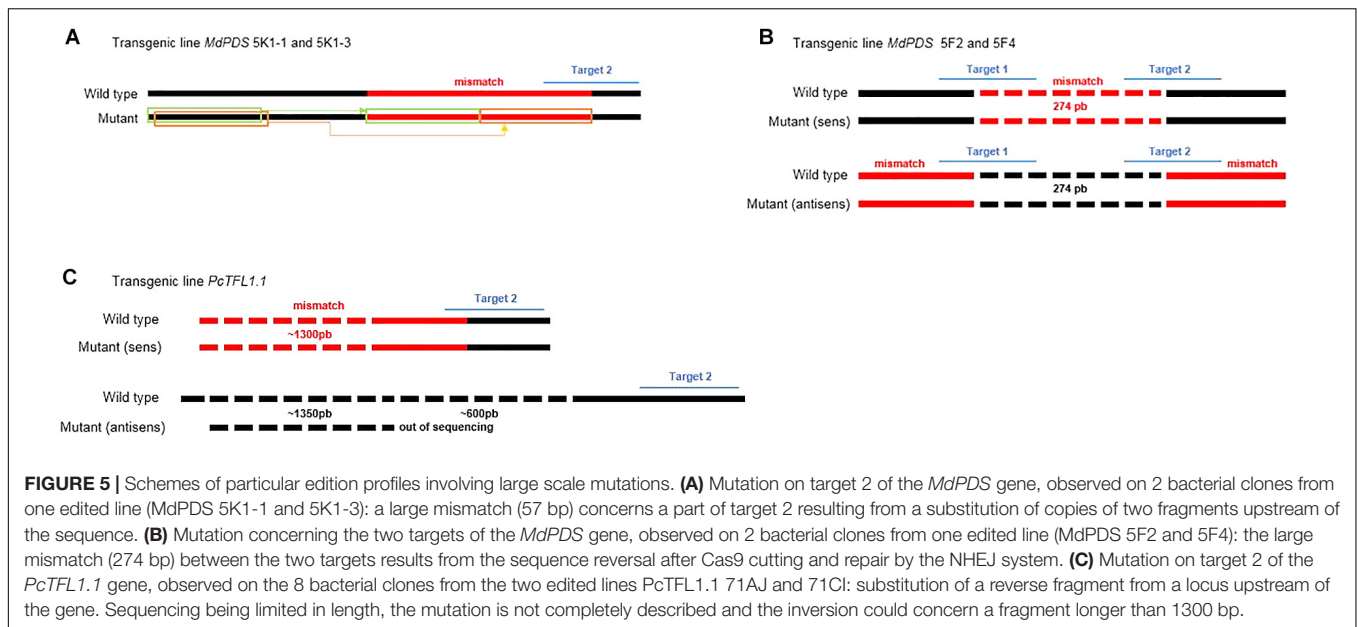 A
Transgenic line MdPDS 5K1-1 and 5K1-3
Target 2
mismatch
Wild type
Mutant
B
Transgenic line MdPDS 5F2 and 5F4
Target 1
mismatch
Target 2
Wild type
274 pb
Mutant (sens)
mismatch
Target 1
Target 2
mismatch
Wild type
274 pb
Mutant (antisens)
C
Transgenic line PcTFL1.1
mismatch
Target 2
Wild type
~1300pb
Mutant (sens)
Target 2
Wild type
~1350pb
~600pb
Mutant (antisens)
out of sequencing
FIGURE 5 | Schemes of particular edition profiles involving large scale mutations. (A) Mutation on target 2 of the MdPDS gene, observed on 2 bacterial clones from
one edited line (MdPDS 5K1-1 and 5K1-3): a large mismatch (57 bp) concerns a part of target 2 resulting from a substitution of copies of two fragments upstream of
the sequence. (B) Mutation concerning the two targets of the MdPDS gene, observed on 2 bacterial clones from one edited line (MdPDS 5F2 and 5F4): the large
mismatch (274 bp) between the two targets results from the sequence reversal after Cas9 cutting and repair by the NHEJ system. (C) Mutation on target 2 of the
PcTFL1.1 gene, observed on the 8 bacterial clones from the two edited lines PcTFL1.1 71AJ and 71CI: substitution of a reverse fragment from a locus upstream of
the gene. Sequencing being limited in length, the mutation is not completely described and the inversion could concern a fragment longer than 1300 bp.